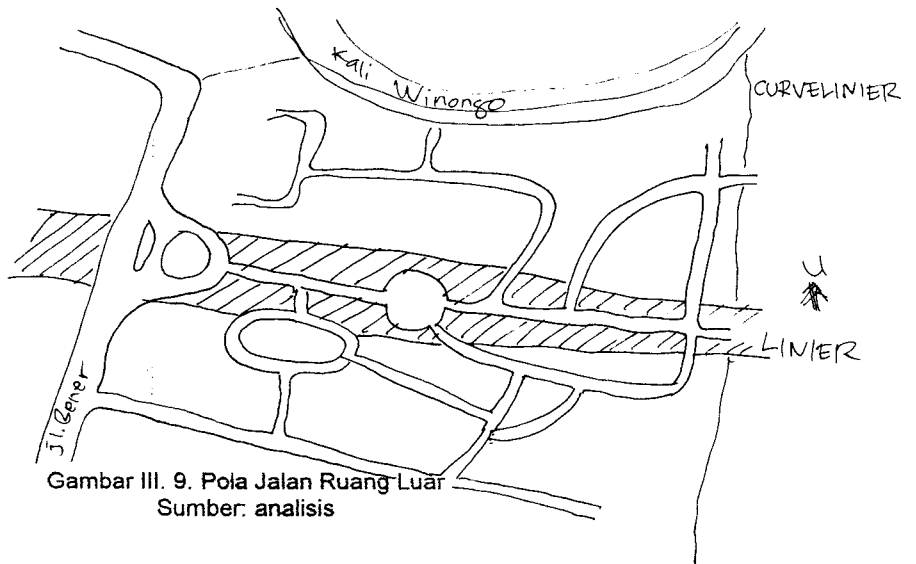 Kali Winongo
CURVELINIER
U
LINIER
Jl. Bener
Gambar III. 9. Pola Jalan Ruang Luar
Sumber: analisis